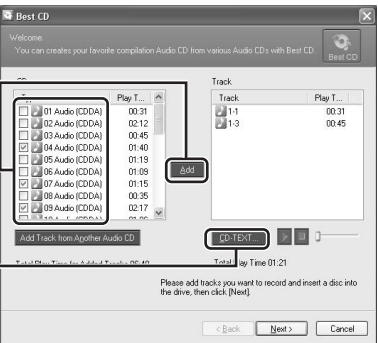 Best CD
Welcome.
You can creates your favorite compilation Audio CD from various Audio CDs with Best CD.
Best CD
Track
Play T...
Track
Play T...
01 Audio (CDDA) 00:31
02 Audio (CDDA) 02:12
03 Audio (CDDA) 00:45
04 Audio (CDDA) 01:40
05 Audio (CDDA) 01:19
06 Audio (CDDA) 01:09
07 Audio (CDDA) 01:15
08 Audio (CDDA) 00:35
09 Audio (CDDA) 02:17
1-1 00:31
1-3 00:45
Add
Add Track from Another Audio CD
CD-TEXT...
Total Play Time for Added Tracks
Total Play Time 01:21
Please add tracks you want to record and insert a disc into
the drive, then click [Next].
< Back
Next >
Cancel